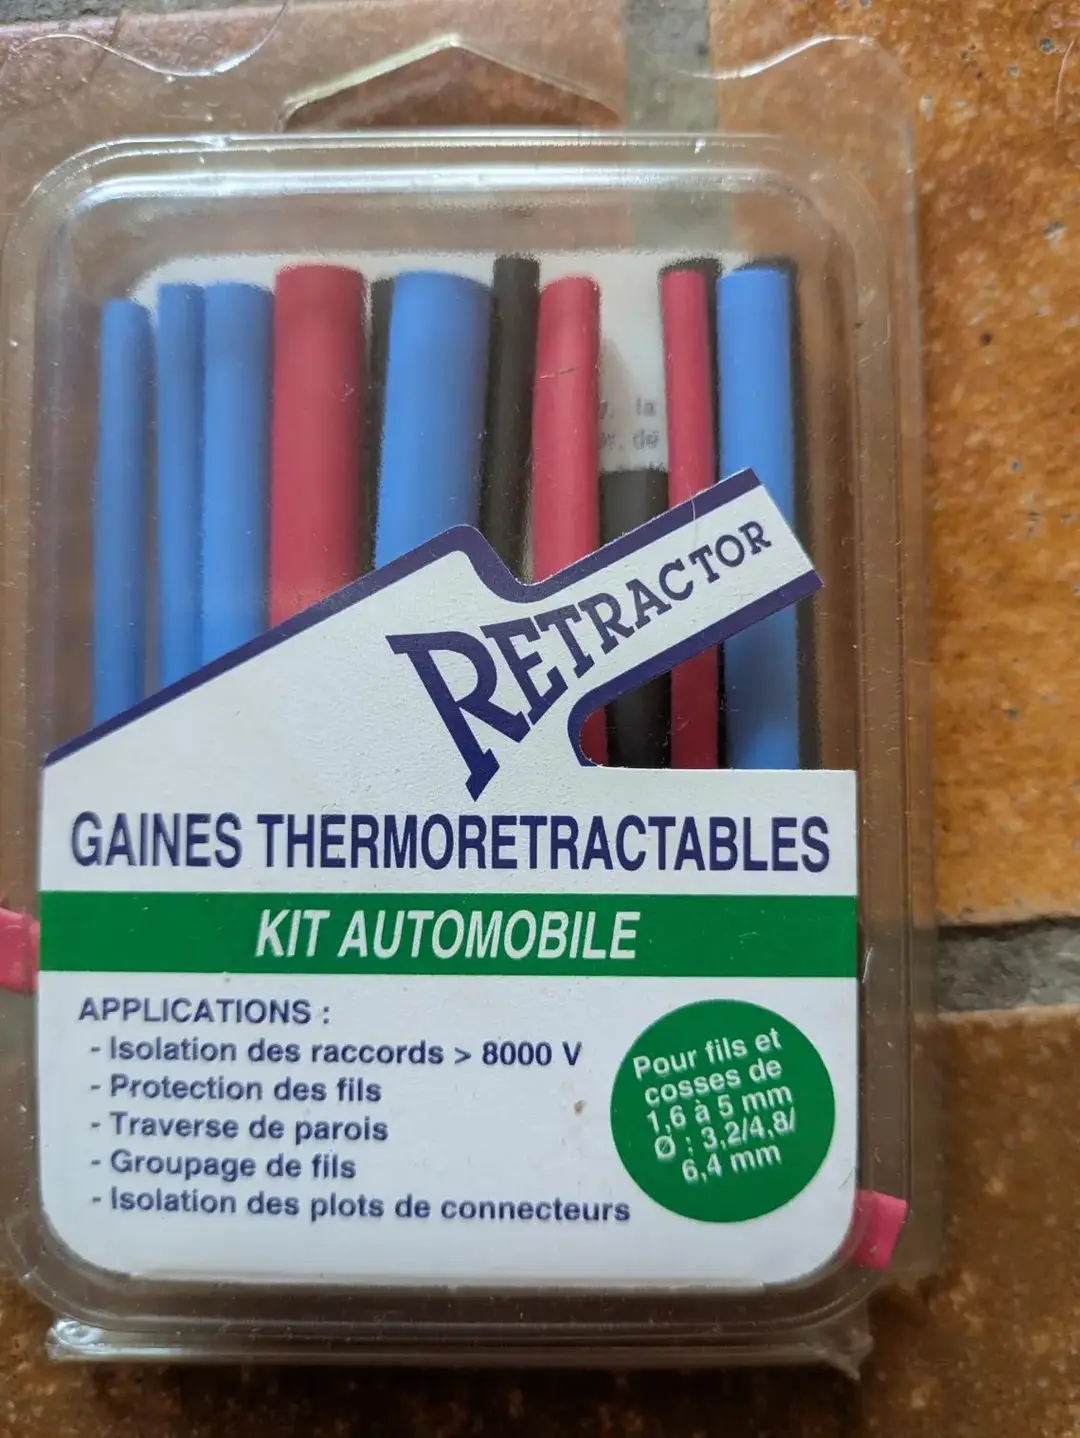 la
dé
RETRACTOR
GAINES THERMORETRACTABLES
KIT AUTOMOBILE
APPLICATIONS :
- Isolation des raccords > 8000 V
- Protection des fils
- Traverse de parois
- Groupage de fils
- Isolation des plots de connecteurs
Pour fils et
cosses de
1,6 à 5 mm
Ø : 3,2/4,8/
6,4 mm